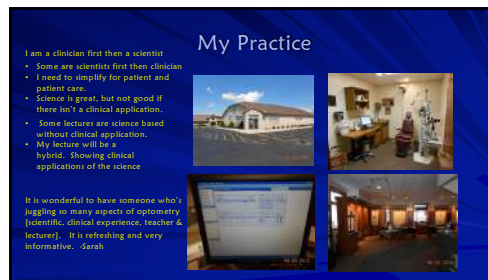 My Practice
I am a clinician first then a scientist
• Some are scientists first then clinician
• I need to simplify for patient and
patient care.
• Science is great, but not good if
there isn't a clinical application.
• Some lectures are science based
without clinical application.
• My lecture will be a
hybrid. Showing clinical
applications of the science
It is wonderful to have someone who's
juggling so many aspects of optometry
[scientific, clinical experience, teacher &
lecturer]. It is refreshing and very
informative. -Sarah